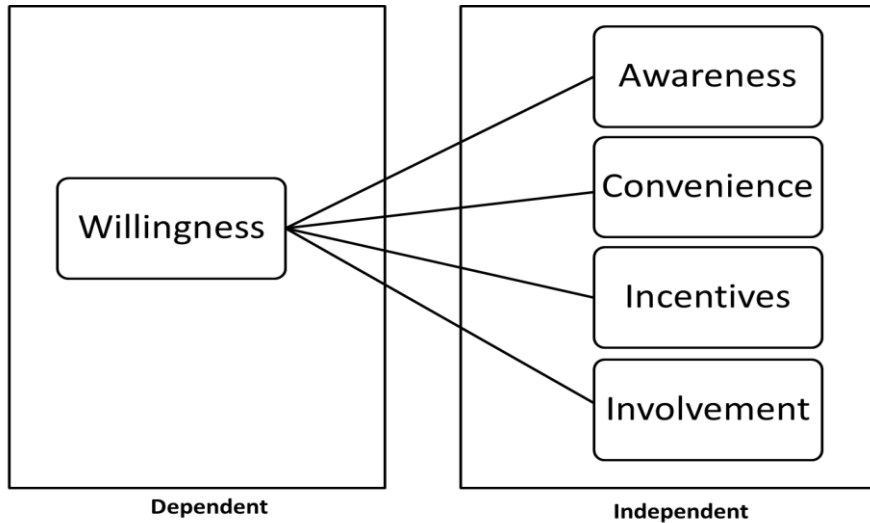 Awareness
Convenience
Willingness
Incentives
Involvement
Dependent
Independent